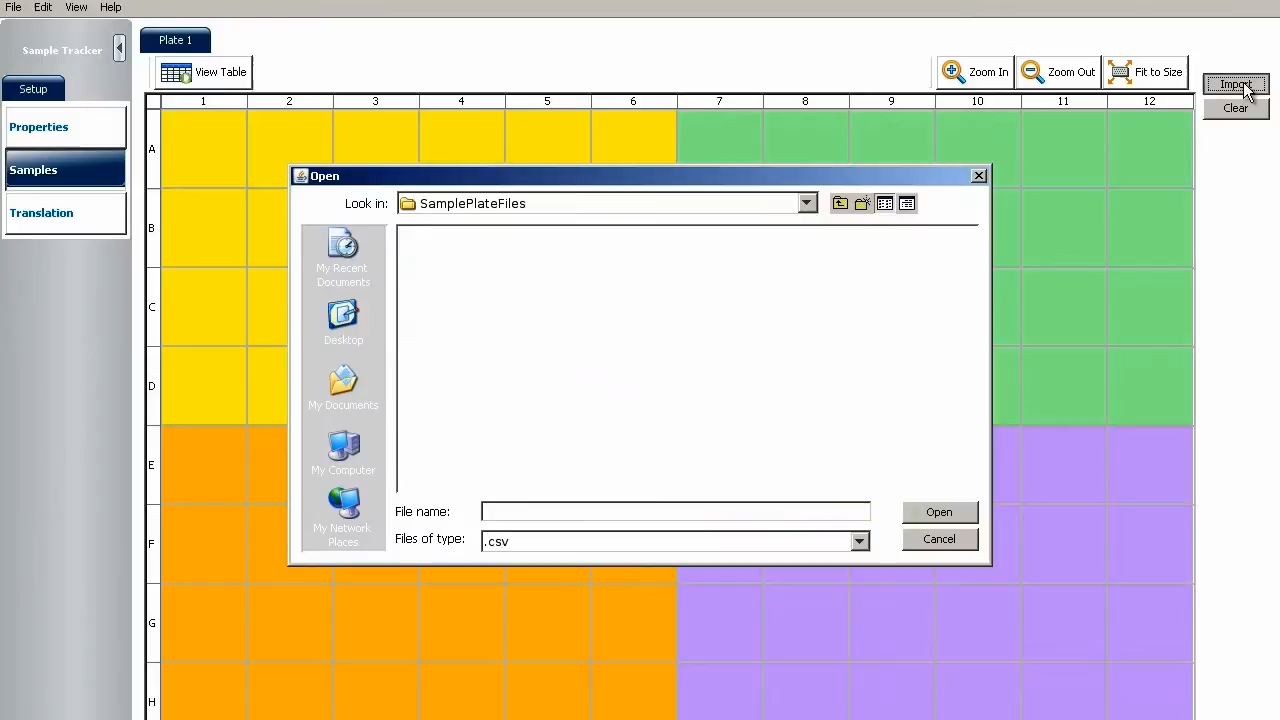 File Edit View Help
Sample Tracker
Plate 1
View Table
Zoom In
Zoom Out
Fit to Size
Import
Clear
Setup
Properties
Samples
Translation
1 2 3 4 5 6 7 8 9 10 11 12
A
B
C
D
E
F
G
H
Open
Look in:
SamplePlateFiles
My Recent
Documents
Desktop
My Documents
My Computer
My Network
Places
File name:
Open
Files of type:
.csv
Cancel